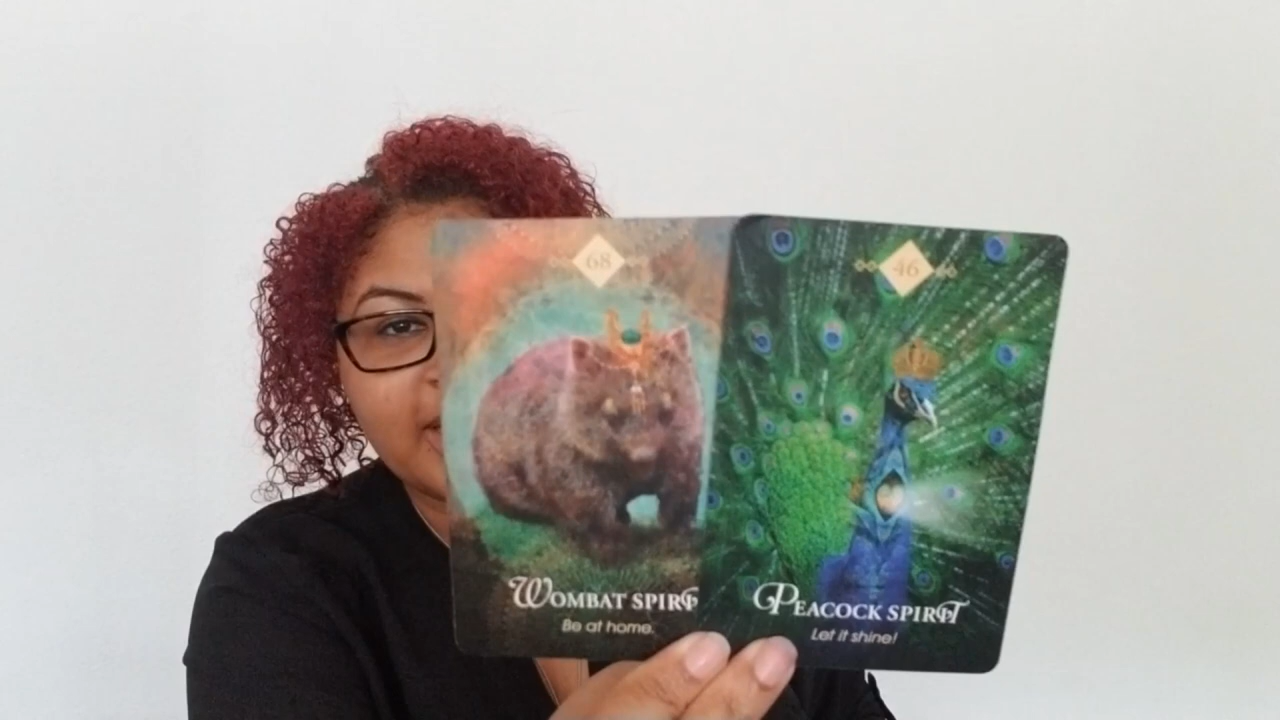 68
WOMBAT SPIRIT
Be at home.
46
PEACOCK SPIRIT
Let it shine!